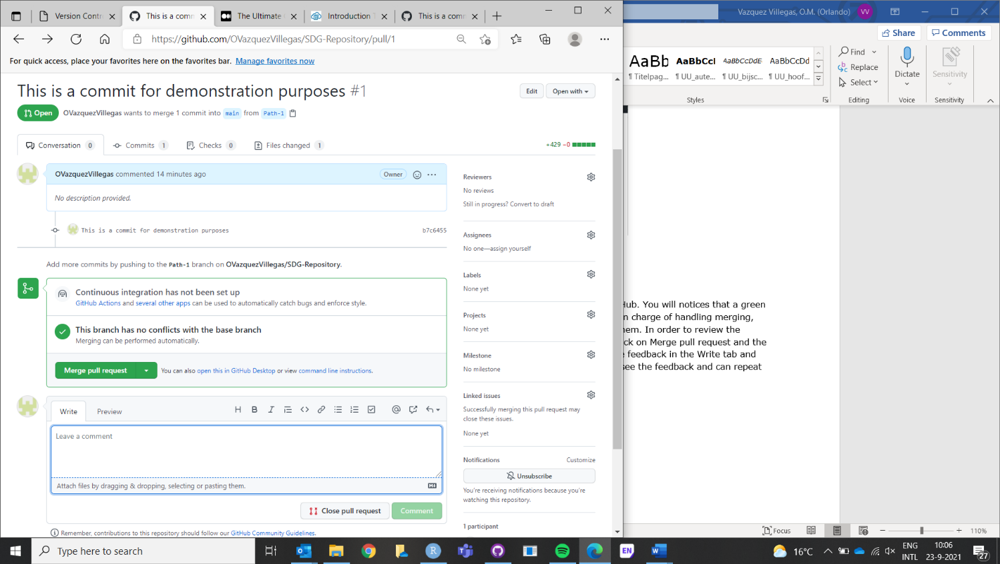 Version Contr
This is a comm
The Ultimate
Introduction T
This is a comm
Vazquez Villegas, O.M. (Orlando)
VV
https://github.com/OVazquezVillegas/SDG-Repository/pull/1
For quick access, place your favorites here on the favorites bar. Manage favorites now
Share
Comments
AaBb
AaBbCcI
AaBbCcDdE
AaBbCcDd
¶ Titelpag...
¶ UU_aute...
¶ UU_bijsc...
¶ UU_hoof...
Styles
Find
Replace
Select
Editing
Dictate
Voice
Sensitivity
Sensitivity
This is a commit for demonstration purposes #1
Edit
Open with
Open
OVazquezVillegas wants to merge 1 commit into main from Path-1
Conversation 0
Commits 1
Checks 0
Files changed 1
+429 −0
OVazquezVillegas commented 14 minutes ago
Owner
No description provided.
This is a commit for demonstration purposes
b7c6455
Add more commits by pushing to the Path-1 branch on OVazquezVillegas/SDG-Repository.
Continuous integration has not been set up
GitHub Actions and several other apps can be used to automatically catch bugs and enforce style.
This branch has no conflicts with the base branch
Merging can be performed automatically.
Merge pull request
You can also open this in GitHub Desktop or view command line instructions.
Write
Preview
H B I
Leave a comment
Attach files by dragging & dropping, selecting or pasting them.
Close pull request
Comment
Remember, contributions to this repository should follow our GitHub Community Guidelines.
Reviewers
No reviews
Still in progress? Convert to draft
Assignees
No one—assign yourself
Labels
None yet
Projects
None yet
Milestone
No milestone
Linked issues
Successfully merging this pull request may
close these issues.
None yet
Notifications
Customize
Unsubscribe
You're receiving notifications because you're
watching this repository.
1 participant
Hub. You will notices that a green
n charge of handling merging,
hem. In order to review the
ck on Merge pull request and the
e feedback in the Write tab and
see the feedback and can repeat
Focus
110%
Type here to search
R
EN
16°C
ENG
INTL
10:06
23-9-2021
27